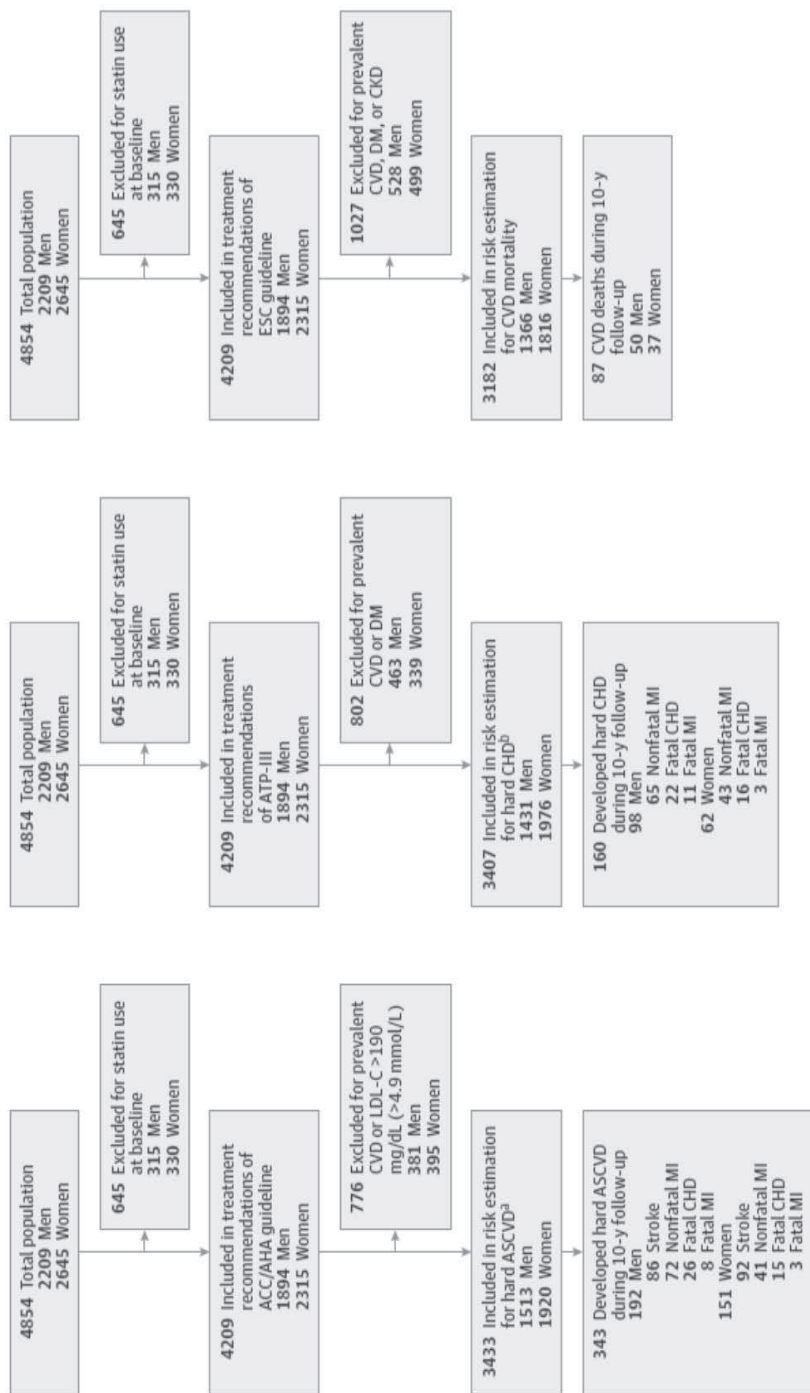 4854 Total population
2209 Men
2645 Women
645 Excluded for statin use
at baseline
315 Men
330 Women
4209 Included in treatment
recommendations of
ACC/AHA guideline
1894 Men
2315 Women
776 Excluded for prevalent
CVD or LDL-C >190
mg/dL (>4.9 mmol/L)
381 Men
395 Women
3433 Included in risk estimation
for hard ASCVDa
1513 Men
1920 Women
343 Developed hard ASCVD
during 10-y follow-up
192 Men
86 Stroke
72 Nonfatal MI
26 Fatal CHD
8 Fatal MI
151 Women
92 Stroke
41 Nonfatal MI
15 Fatal CHD
3 Fatal MI
4854 Total population
2209 Men
2645 Women
645 Excluded for statin use
at baseline
315 Men
330 Women
4209 Included in treatment
recommendations
of ATP-III
1894 Men
2315 Women
802 Excluded for prevalent
CVD or DM
463 Men
339 Women
3407 Included in risk estimation
for hard CHDb
1431 Men
1976 Women
160 Developed hard CHD
during 10-y follow-up
98 Men
65 Nonfatal MI
22 Fatal CHD
11 Fatal MI
62 Women
43 Nonfatal MI
16 Fatal CHD
3 Fatal MI
4854 Total population
2209 Men
2645 Women
645 Excluded for statin use
at baseline
315 Men
330 Women
4209 Included in treatment
recommendations of
ESC guideline
1894 Men
2315 Women
1027 Excluded for prevalent
CVD, DM, or CKD
528 Men
499 Women
3182 Included in risk estimation
for CVD mortality
1366 Men
1816 Women
87 CVD deaths during 10-y
follow-up
50 Men
37 Women